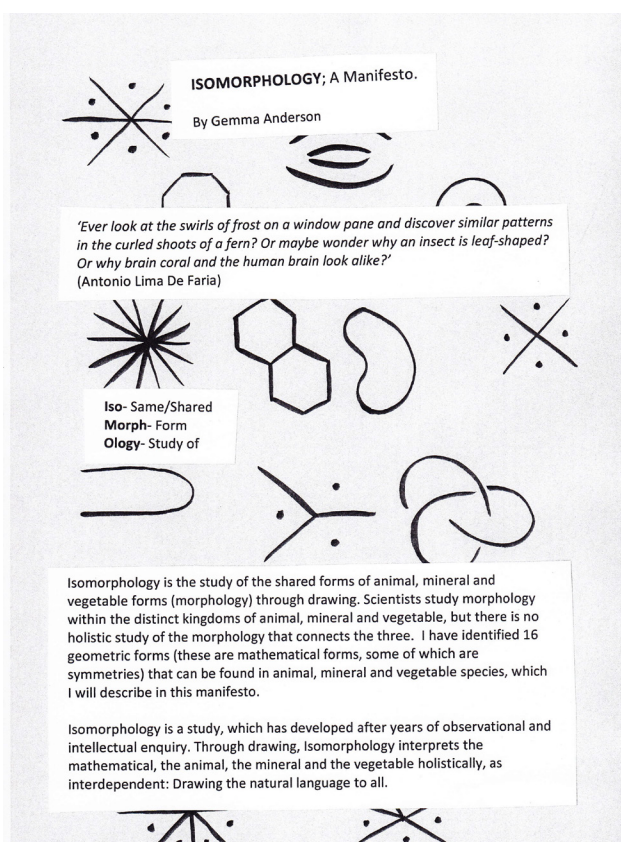 ISOMORPHOLOGY; A Manifesto.
By Gemma Anderson
‘Ever look at the swirls of frost on a window pane and discover similar patterns
in the curled shoots of a fern? Or maybe wonder why an insect is leaf-shaped?
Or why brain coral and the human brain look alike?’
(Antonio Lima De Faria)
Iso- Same/Shared
Morph- Form
Ology- Study of
Isomorphology is the study of the shared forms of animal, mineral and
vegetable forms (morphology) through drawing. Scientists study morphology
within the distinct kingdoms of animal, mineral and vegetable, but there is no
holistic study of the morphology that connects the three.  I have identified 16
geometric forms (these are mathematical forms, some of which are
symmetries) that can be found in animal, mineral and vegetable species, which
I will describe in this manifesto.
Isomorphology is a study, which has developed after years of observational and
intellectual enquiry. Through drawing, Isomorphology interprets the
mathematical, the animal, the mineral and the vegetable holistically, as
interdependent: Drawing the natural language to all.